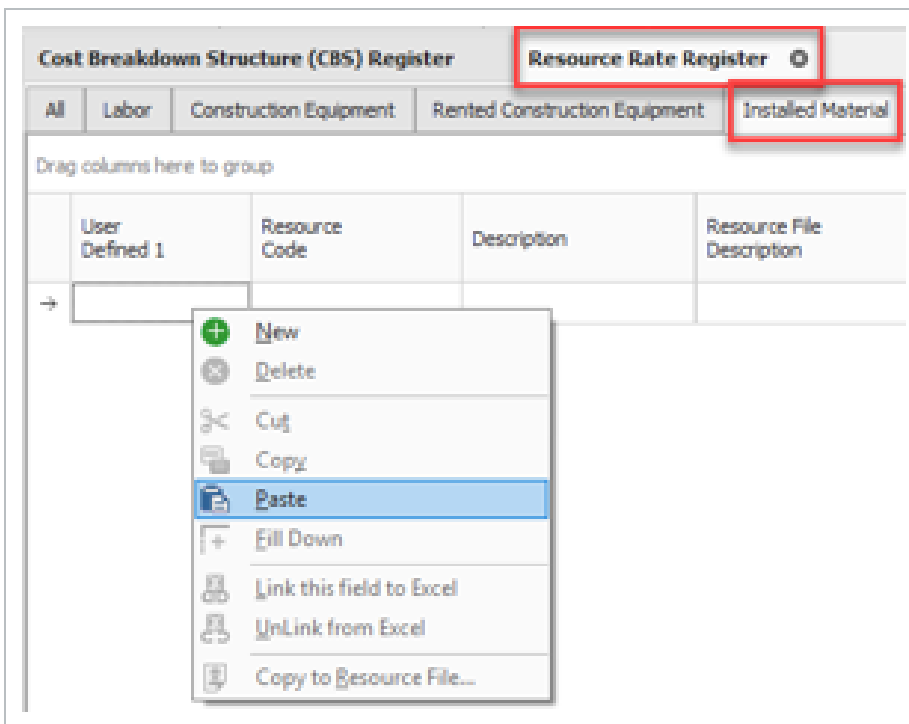 Cost Breakdown Structure (CBS) Register Resource Rate Register
All Labor Construction Equipment Rented Construction Equipment Installed Material
Drag columns here to group
User Defined 1
Resource Code
Description
Resource File Description
New
Delete
Cut
Copy
Paste
Fill Down
Link this field to Excel
UnLink from Excel
Copy to Resource File...